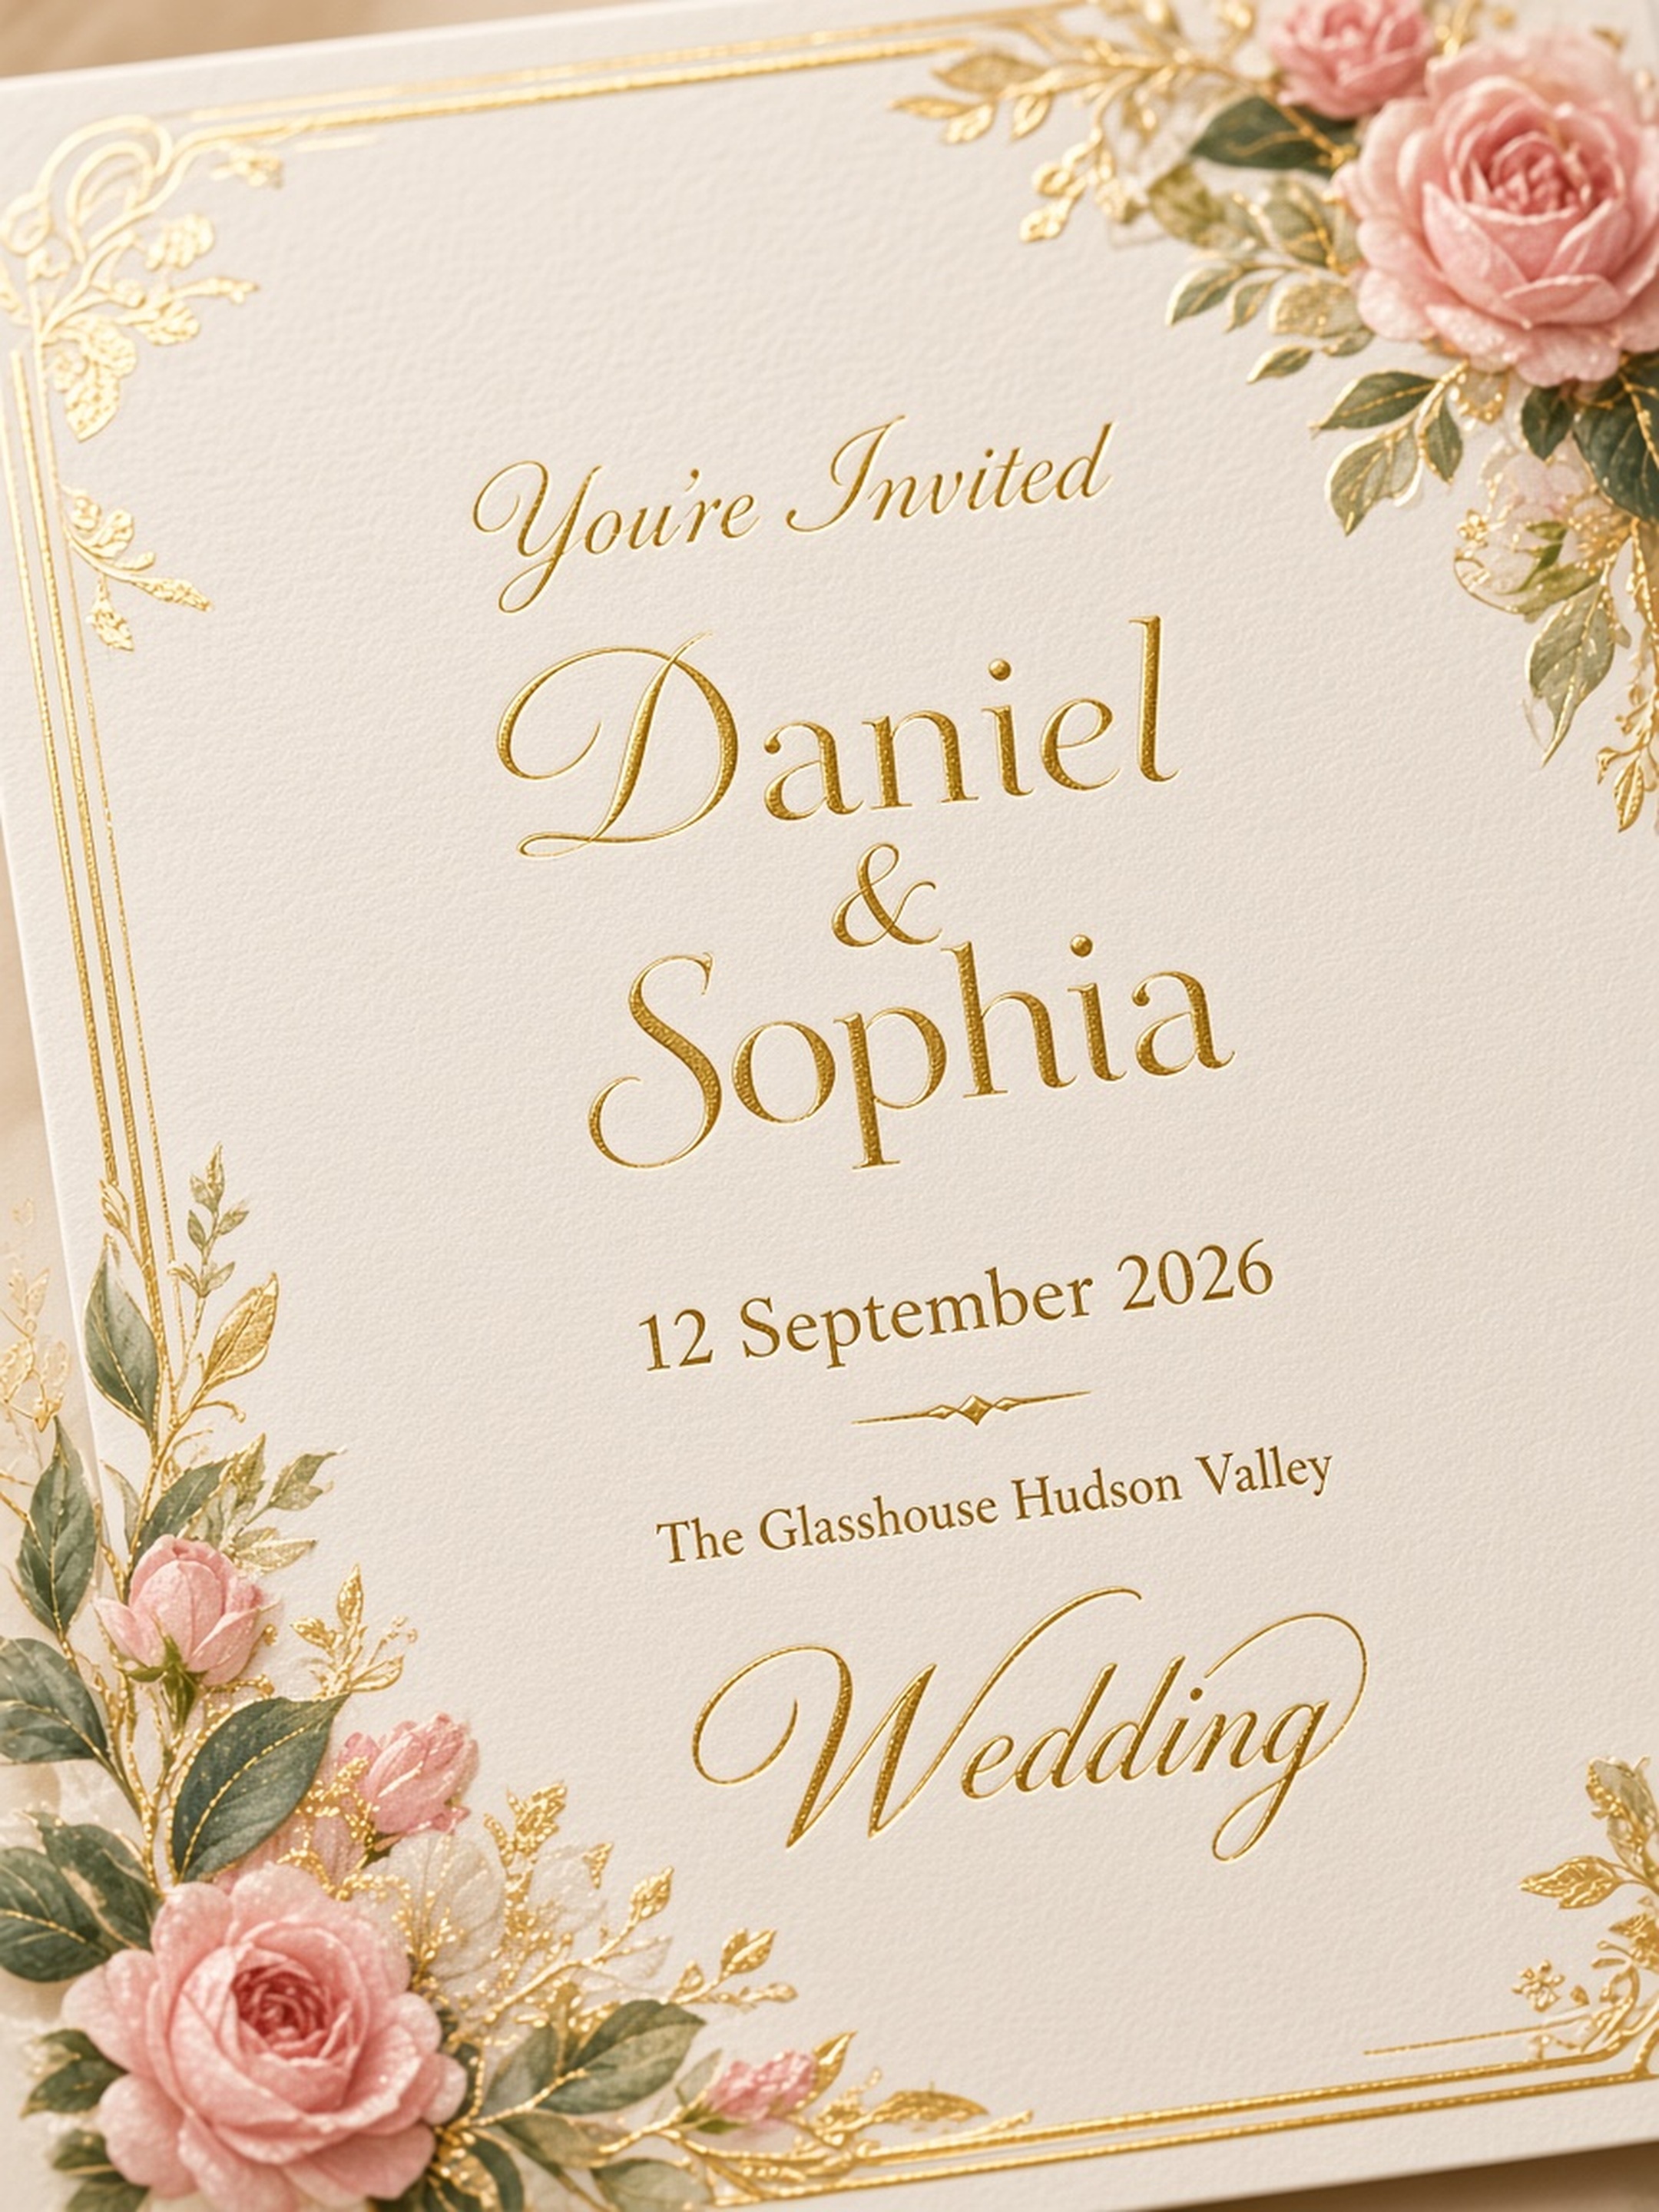 You're Invited
Daniel
&
Sophia
12 September 2026
The Glasshouse Hudson Valley
Wedding